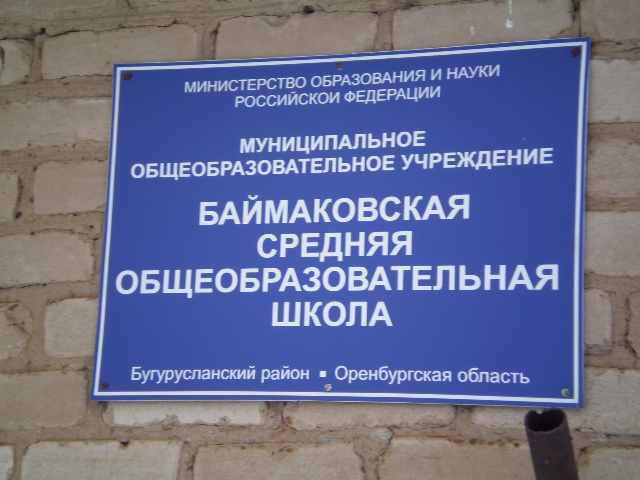 МИНИСТЕРСТВО ОБРАЗОВАНИЯ И НАУКИ
РОССИЙСКОЙ ФЕДЕРАЦИИ
МУНИЦИПАЛЬНОЕ
ОБЩЕОБРАЗОВАТЕЛЬНОЕ УЧРЕЖДЕНИЕ
БАЙМАКОВСКАЯ
СРЕДНЯЯ
ОБЩЕОБРАЗОВАТЕЛЬНАЯ
ШКОЛА
Бугурусланский район ▪ Оренбургская область